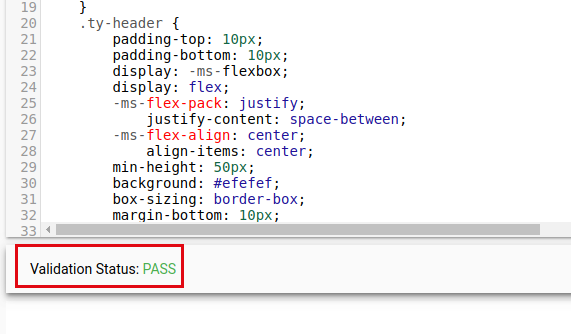 19 }
20 .ty-header {
21 padding-top: 10px;
22 padding-bottom: 10px;
23 display: -ms-flexbox;
24 display: flex;
25 -ms-flex-pack: justify;
26 justify-content: space-between;
27 -ms-flex-align: center;
28 align-items: center;
29 min-height: 50px;
30 background: #efefef;
31 box-sizing: border-box;
32 margin-bottom: 10px;
33
Validation Status: PASS